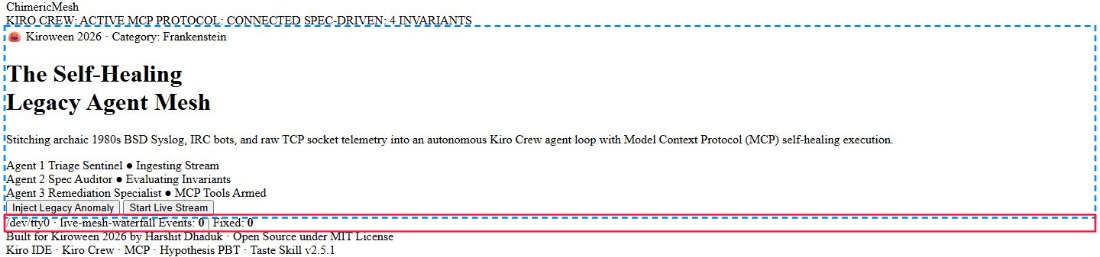 ChimericMesh
KIRO CREW: ACTIVE MCP PROTOCOL: CONNECTED SPEC-DRIVEN: 4 INVARIANTS
Kiroween 2026 · Category: Frankenstein
The Self-Healing
Legacy Agent Mesh
Stitching archaic 1980s BSD Syslog, IRC bots, and raw TCP socket telemetry into an autonomous Kiro Crew agent loop with Model Context Protocol (MCP) self-healing execution.
Agent 1 Triage Sentinel ● Ingesting Stream
Agent 2 Spec Auditor ● Evaluating Invariants
Agent 3 Remediation Specialist ● MCP Tools Armed
Inject Legacy Anomaly Start Live Stream
/dev/tty0 · live-mesh-waterfall Events: 0 | Fixed: 0
Built for Kiroween 2026 by Harshit Dhaduk · Open Source under MIT License
Kiro IDE · Kiro Crew · MCP · Hypothesis PBT · Taste Skill v2.5.1